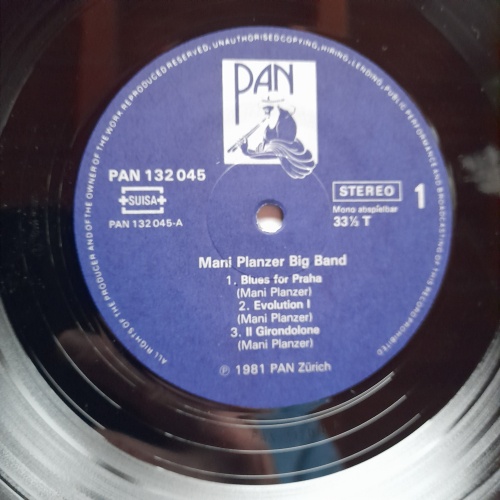 ALL RIGHTS OF THE PRODUCER AND OF THE OWNER OF THE WORK REPRODUCED RESERVED, UNAUTHORISED COPYING, HIRING, LENDING, PUBLIC PERFORMANCE AND BROADCASTING OF THIS RECORD PROHIBITED
PAN
PAN 132 045
SUISA
PAN 132 045-A
STEREO
Mono abspielbar
33⅓ T
1
Mani Planzer Big Band
1. Blues for Praha
(Mani Planzer)
2. Evolution I
(Mani Planzer)
3. Il Girondolone
(Mani Planzer)
℗ 1981 PAN Zürich